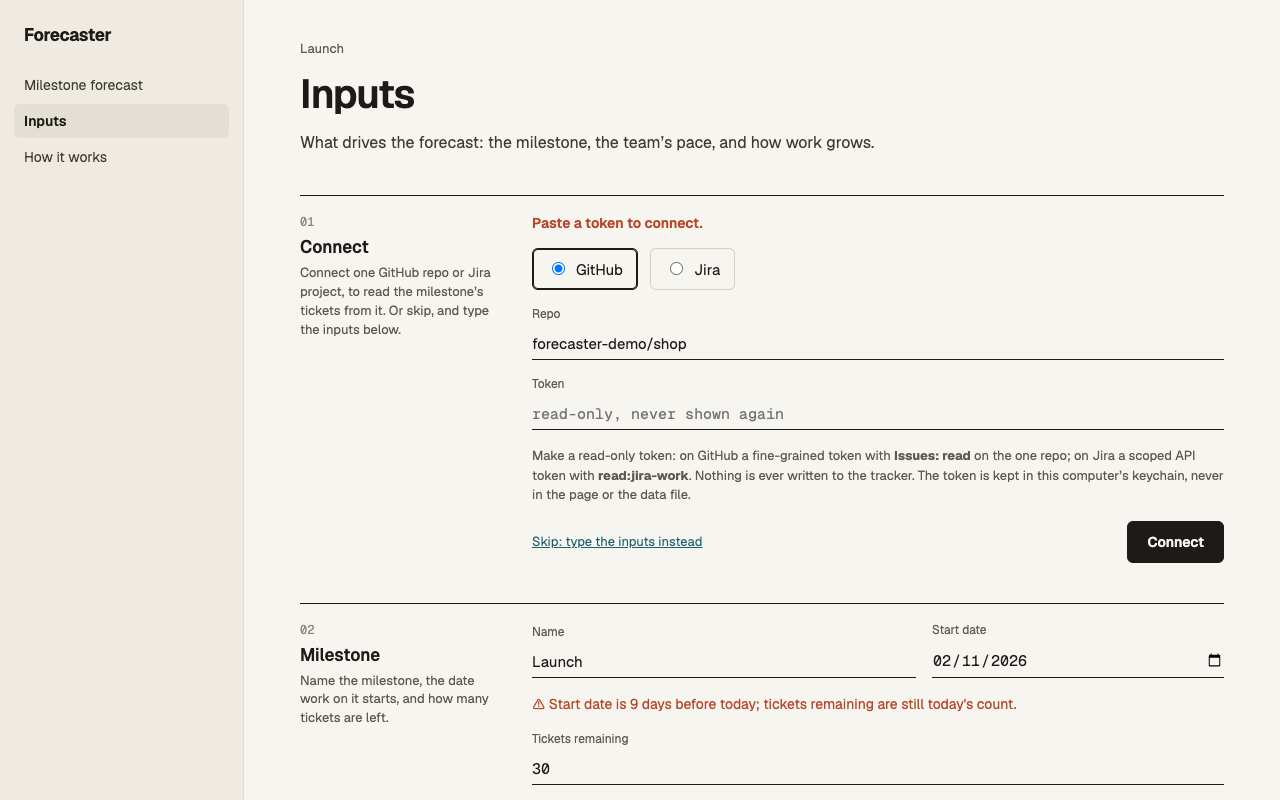 Forecaster
Milestone forecast
Inputs
How it works
Launch
Inputs
What drives the forecast: the milestone, the team’s pace, and how work grows.
01
Connect
Connect one GitHub repo or Jira
project, to read the milestone’s
tickets from it. Or skip, and type
the inputs below.
Paste a token to connect.
GitHub
Jira
Repo
forecaster-demo/shop
Token
read-only, never shown again
Make a read-only token: on GitHub a fine-grained token with Issues: read on the one repo; on Jira a scoped API
token with read:jira-work. Nothing is ever written to the tracker. The token is kept in this computer’s keychain, never
in the page or the data file.
Skip: type the inputs instead
Connect
02
Milestone
Name the milestone, the date
work on it starts, and how many
tickets are left.
Name
Launch
Start date
02/11/2026
Start date is 9 days before today; tickets remaining are still today's count.
Tickets remaining
30